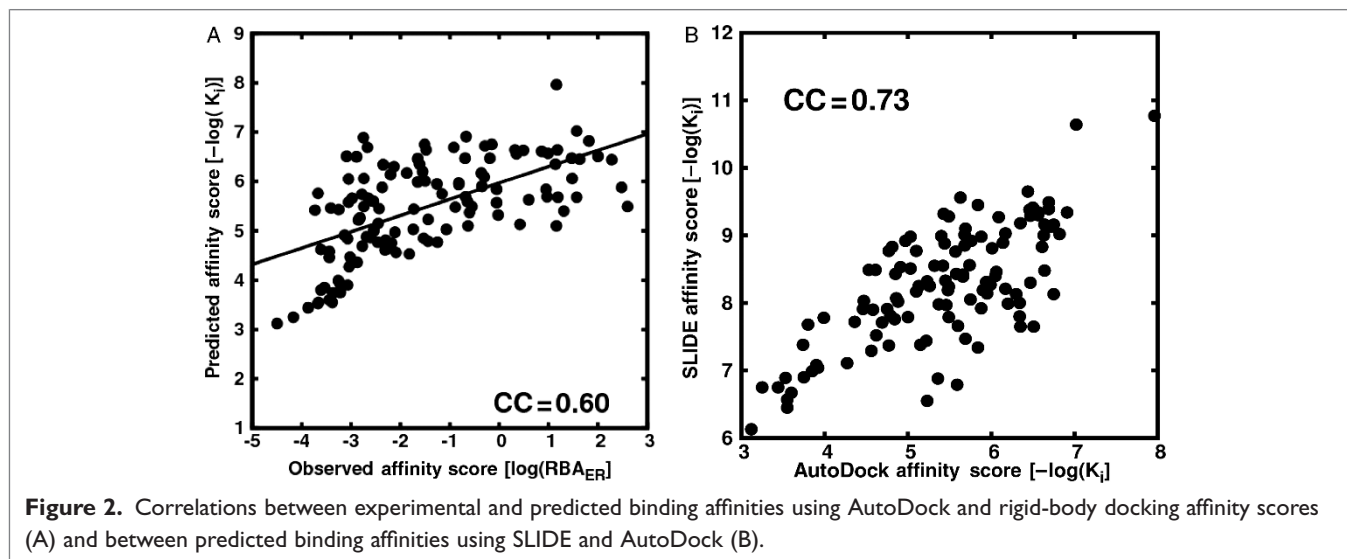 A
9
8
7
6
5
4
3
2
1
Predicted affinity score [-log(Ki)]
CC=0.60
-5 -4 -3 -2 -1 0 1 2 3
Observed affinity score [log(RBAER]
B
12
11
10
9
8
7
6
SLIDE affinity score [-log(Ki)]
CC=0.73
3 4 5 6 7 8
AutoDock affinity score [-log(Ki]
Figure 2. Correlations between experimental and predicted binding affinities using AutoDock and rigid-body docking affinity scores
(A) and between predicted binding affinities using SLIDE and AutoDock (B).